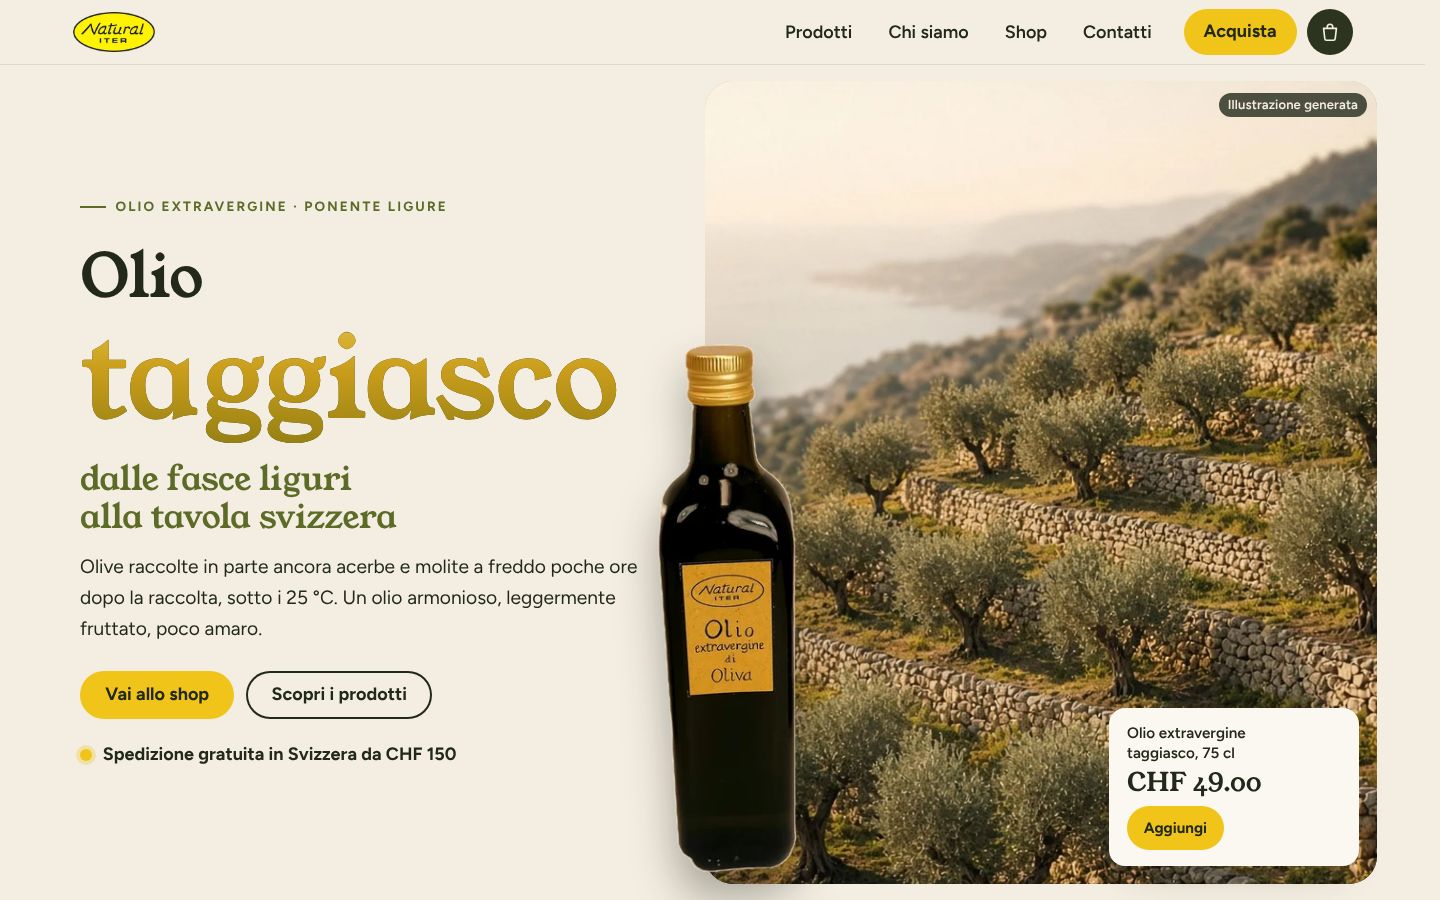 Natural
ITER
Prodotti
Chi siamo
Shop
Contatti
Acquista
Illustrazione generata
OLIO EXTRAVERGINE · PONENTE LIGURE
Olio
taggiasco
dalle fasce liguri
alla tavola svizzera
Olive raccolte in parte ancora acerbe e molite a freddo poche ore
dopo la raccolta, sotto i 25 °C. Un olio armonioso, leggermente
fruttato, poco amaro.
Vai allo shop
Scopri i prodotti
Spedizione gratuita in Svizzera da CHF 150
Natural
ITER
Olio
extravergine
di
Oliva
Olio extravergine
taggiasco, 75 cl
CHF 49.00
Aggiungi